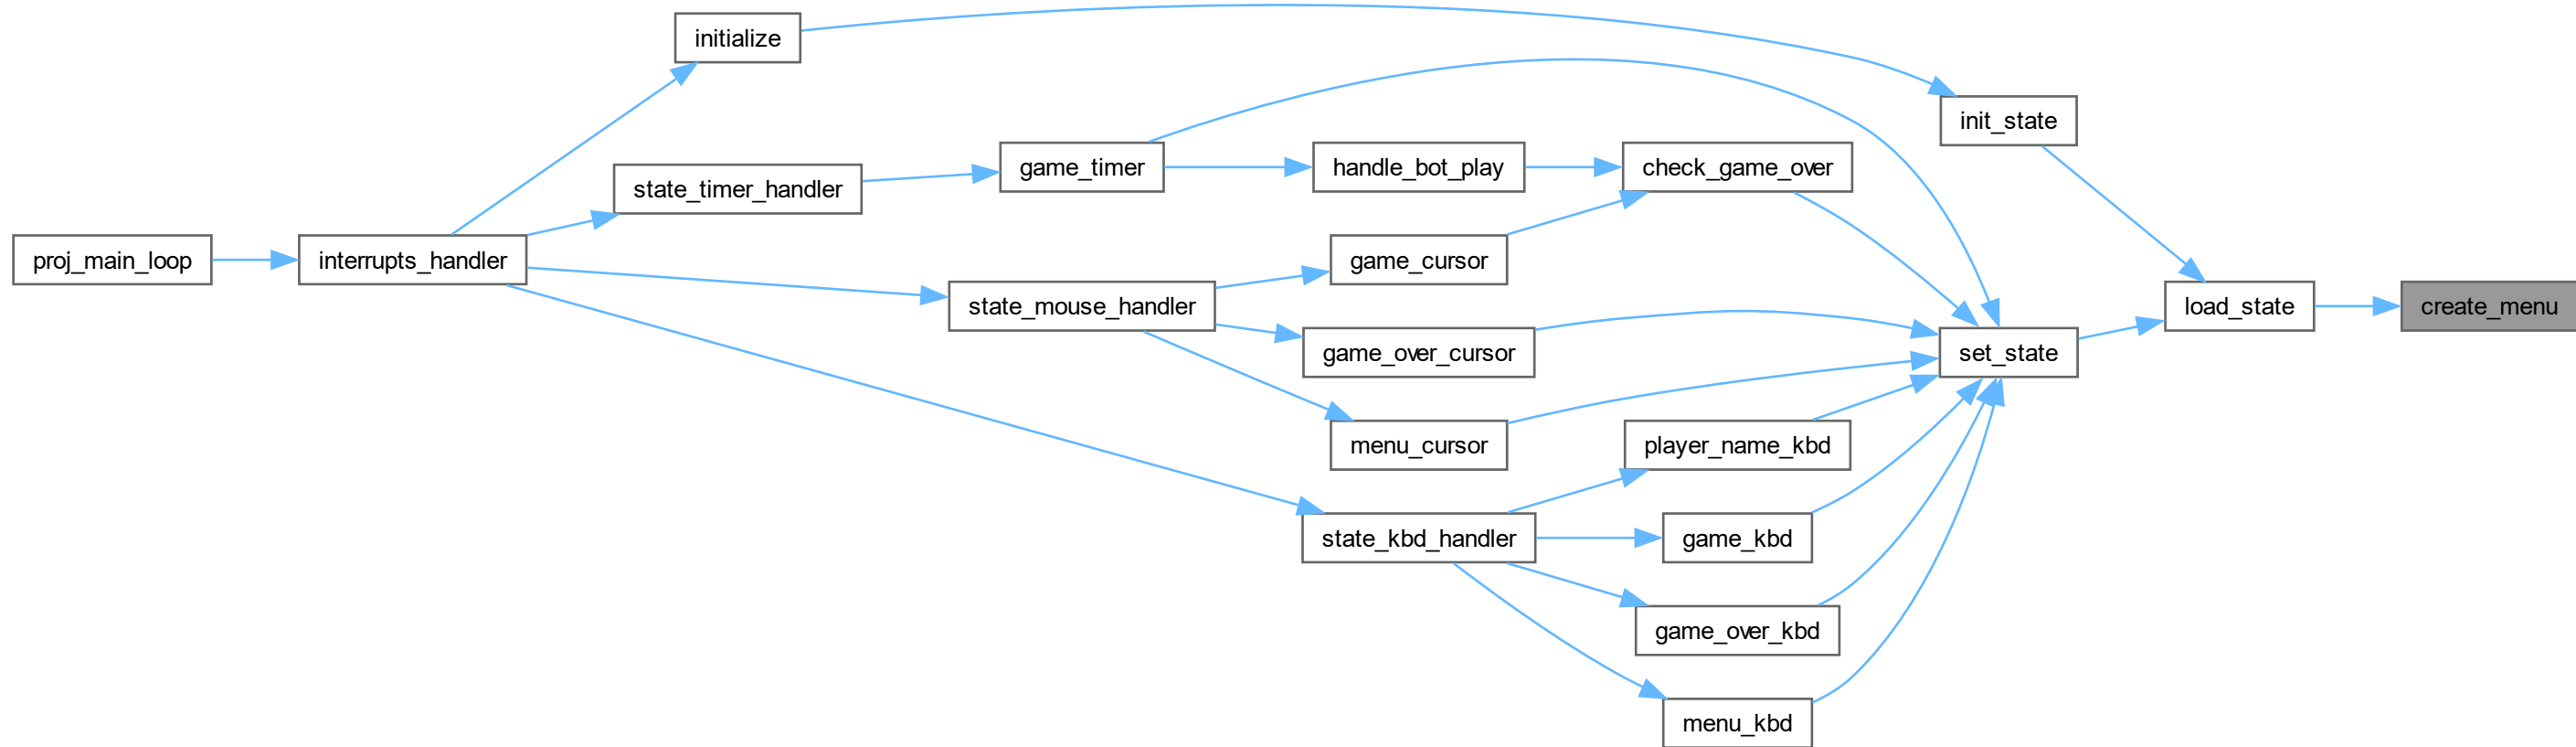 initialize
init_state
game_timer
handle_bot_play
check_game_over
state_timer_handler
proj_main_loop
interrupts_handler
game_cursor
state_mouse_handler
load_state
create_menu
game_over_cursor
set_state
menu_cursor
player_name_kbd
state_kbd_handler
game_kbd
game_over_kbd
menu_kbd